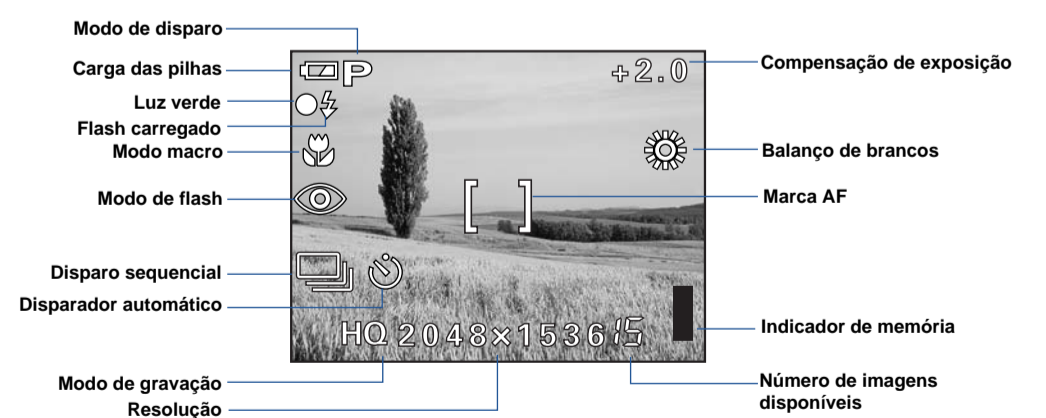 Modo de disparo
Carga das pilhas
Luz verde
Flash carregado
Modo macro
Modo de flash
Disparo sequencial
Disparador automático
Modo de gravação
Resolução
P
+2.0
HQ 2048×1536 15
Compensação de exposição
Balanço de brancos
Marca AF
Indicador de memória
Número de imagens
disponíveis